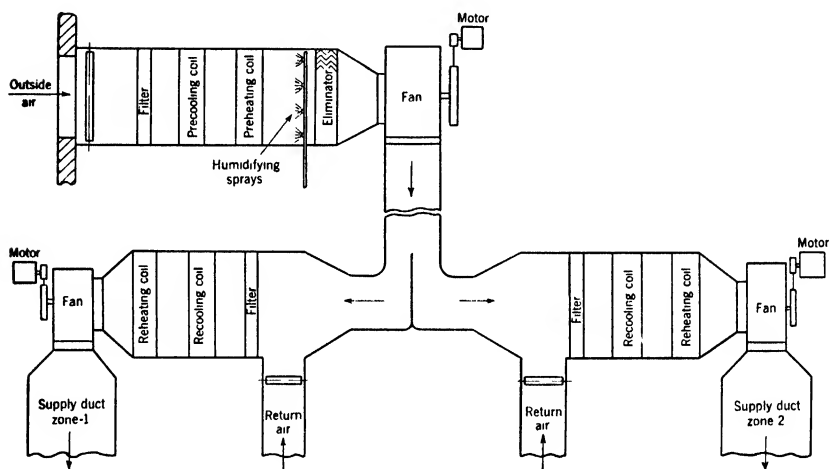 Motor
Outside
air
Filter
Precooling coil
Preheating coil
Eliminator
Fan
Humidifying
sprays
Motor
Fan
Reheating coil
Recooling coil
Filter
Filter
Recooling coil
Reheating coil
Fan
Motor
Supply duct
zone-1
Return
air
Return
air
Supply duct
zone 2